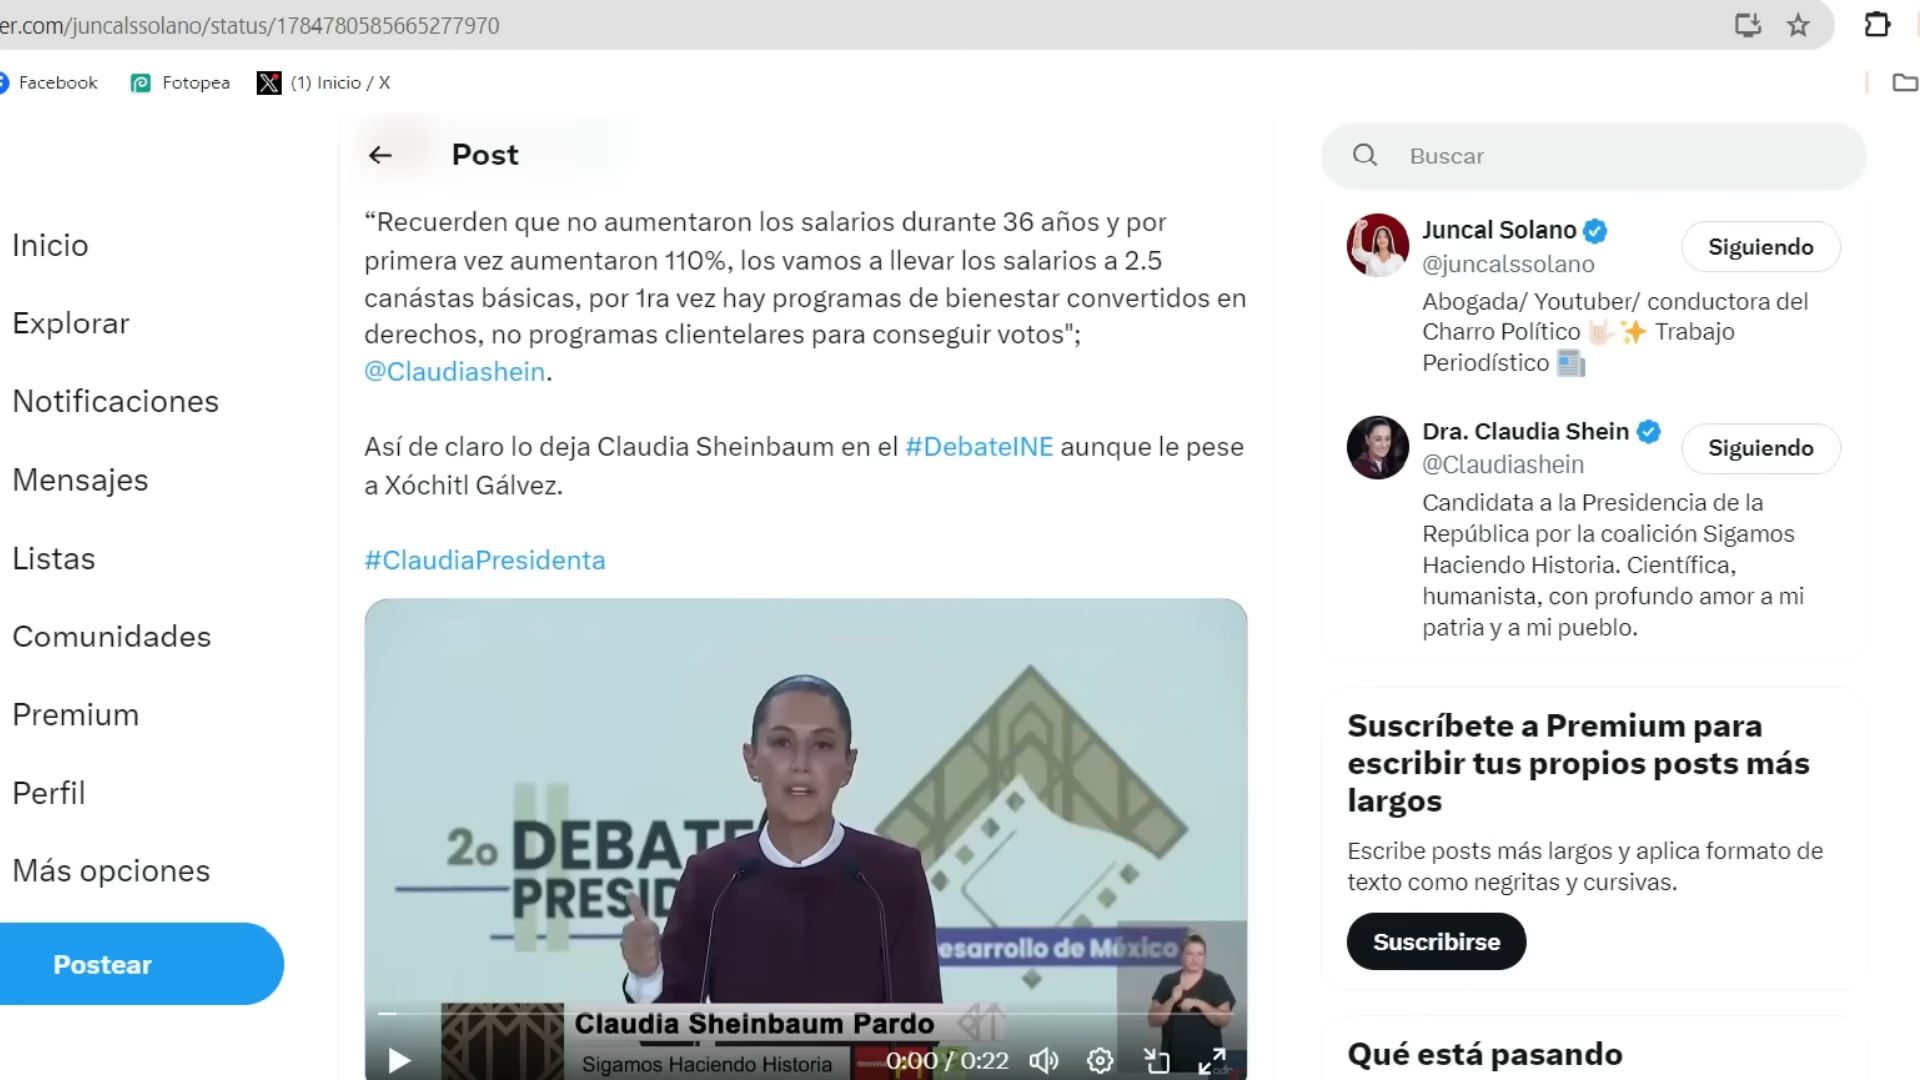 er.com/juncalssolano/status/1784780585665277970
Facebook
Fotopea
(1) Inicio / X
Post
Buscar
Inicio
Explorar
Notificaciones
Mensajes
Listas
Comunidades
Premium
Perfil
Más opciones
Postear
“Recuerden que no aumentaron los salarios durante 36 años y por
primera vez aumentaron 110%, los vamos a llevar los salarios a 2.5
canástas básicas, por 1ra vez hay programas de bienestar convertidos en
derechos, no programas clientelares para conseguir votos";
@Claudiashein.
Así de claro lo deja Claudia Sheinbaum en el #DebateINE aunque le pese
a Xóchitl Gálvez.
#ClaudiaPresidenta
2o DEBATE
PRESID
esarrollo de México
Claudia Sheinbaum Pardo
Sigamos Haciendo Historia
morena
0:00 / 0:22
Juncal Solano
Siguiendo
@juncalssolano
Abogada/ Youtuber/ conductora del
Charro Político 🤟🏻✨ Trabajo
Periodístico 📰
Dra. Claudia Shein
Siguiendo
@Claudiashein
Candidata a la Presidencia de la
República por la coalición Sigamos
Haciendo Historia. Científica,
humanista, con profundo amor a mi
patria y a mi pueblo.
Suscríbete a Premium para
escribir tus propios posts más
largos
Escribe posts más largos y aplica formato de
texto como negritas y cursivas.
Suscribirse
Qué está pasando